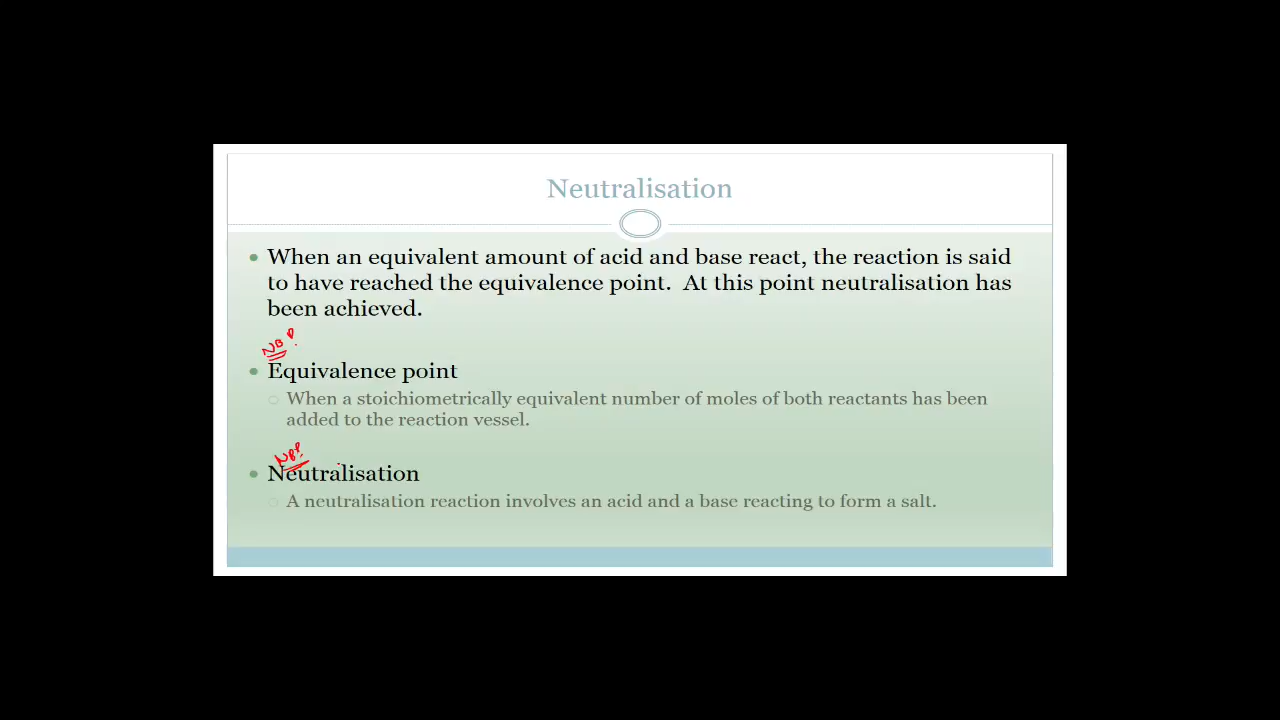 Neutralisation
When an equivalent amount of acid and base react, the reaction is said
to have reached the equivalence point. At this point neutralisation has
been achieved.
NB !
Equivalence point
When a stoichiometrically equivalent number of moles of both reactants has been
added to the reaction vessel.
NB!
Neutralisation
A neutralisation reaction involves an acid and a base reacting to form a salt.